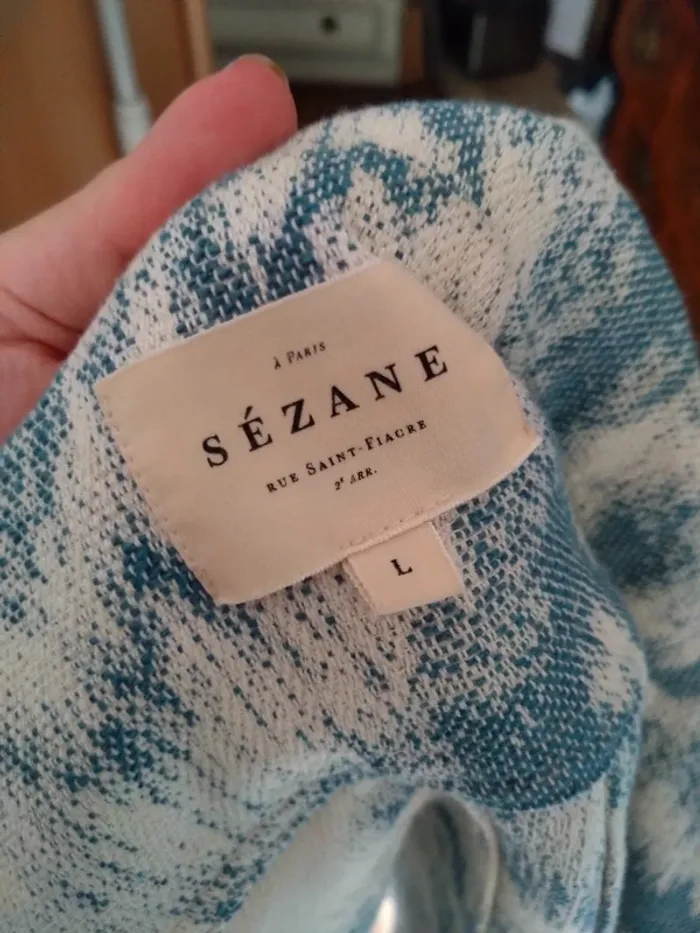 À PARIS
SÉZANE
RUE SAINT-FIACRE
2E ARR.
L